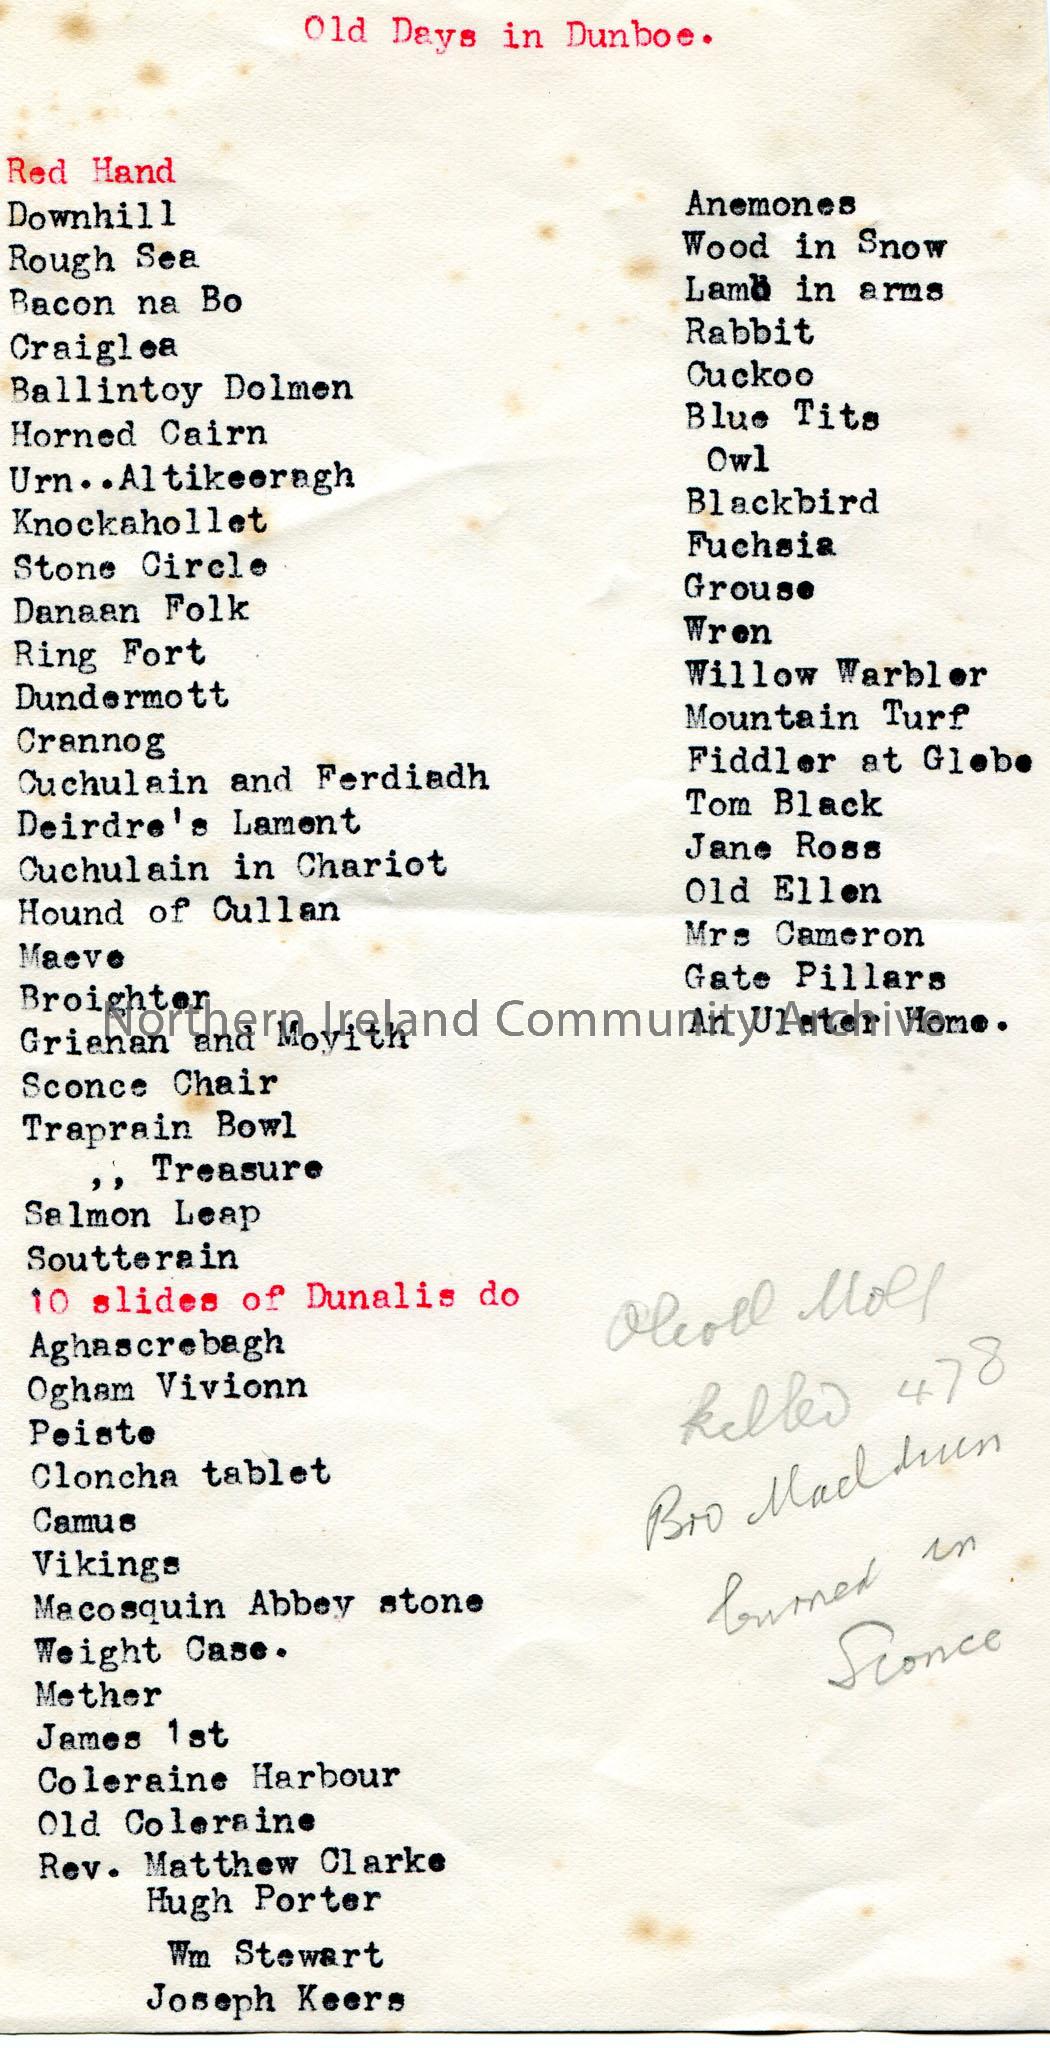 Old Days in Dunboe.
Red Hand
Downhill
Rough Sea
Bacon na Bo
Craiglea
Ballintoy Dolmen
Horned Cairn
Urn..Altikeeragh
Knockahollet
Stone Circle
Danaan Folk
Ring Fort
Dundermott
Crannog
Cuchulain and Ferdiadh
Deirdre's Lament
Cuchulain in Chariot
Hound of Cullan
Maeve
Broighter
Grianan and Moyith
Sconce Chair
Traprain Bowl
,, Treasure
Salmon Leap
Soutterain
10 slides of Dunalis do
Aghascrebagh
Ogham Vivionn
Peiste
Cloncha tablet
Camus
Vikings
Macosquin Abbey stone
Weight Case.
Mether
James 1st
Coleraine Harbour
Old Coleraine
Rev. Matthew Clarke
Hugh Porter
Wm Stewart
Joseph Keers
Anemones
Wood in Snow
Lamb in arms
Rabbit
Cuckoo
Blue Tits
Owl
Blackbird
Fuchsia
Grouse
Wren
Willow Warbler
Mountain Turf
Fiddler at Glebe
Tom Black
Jane Ross
Old Ellen
Mrs Cameron
Gate Pillars
An Ulster Home.
Northern Ireland Community Archive
killed 478
Bro
burned in
Sconce